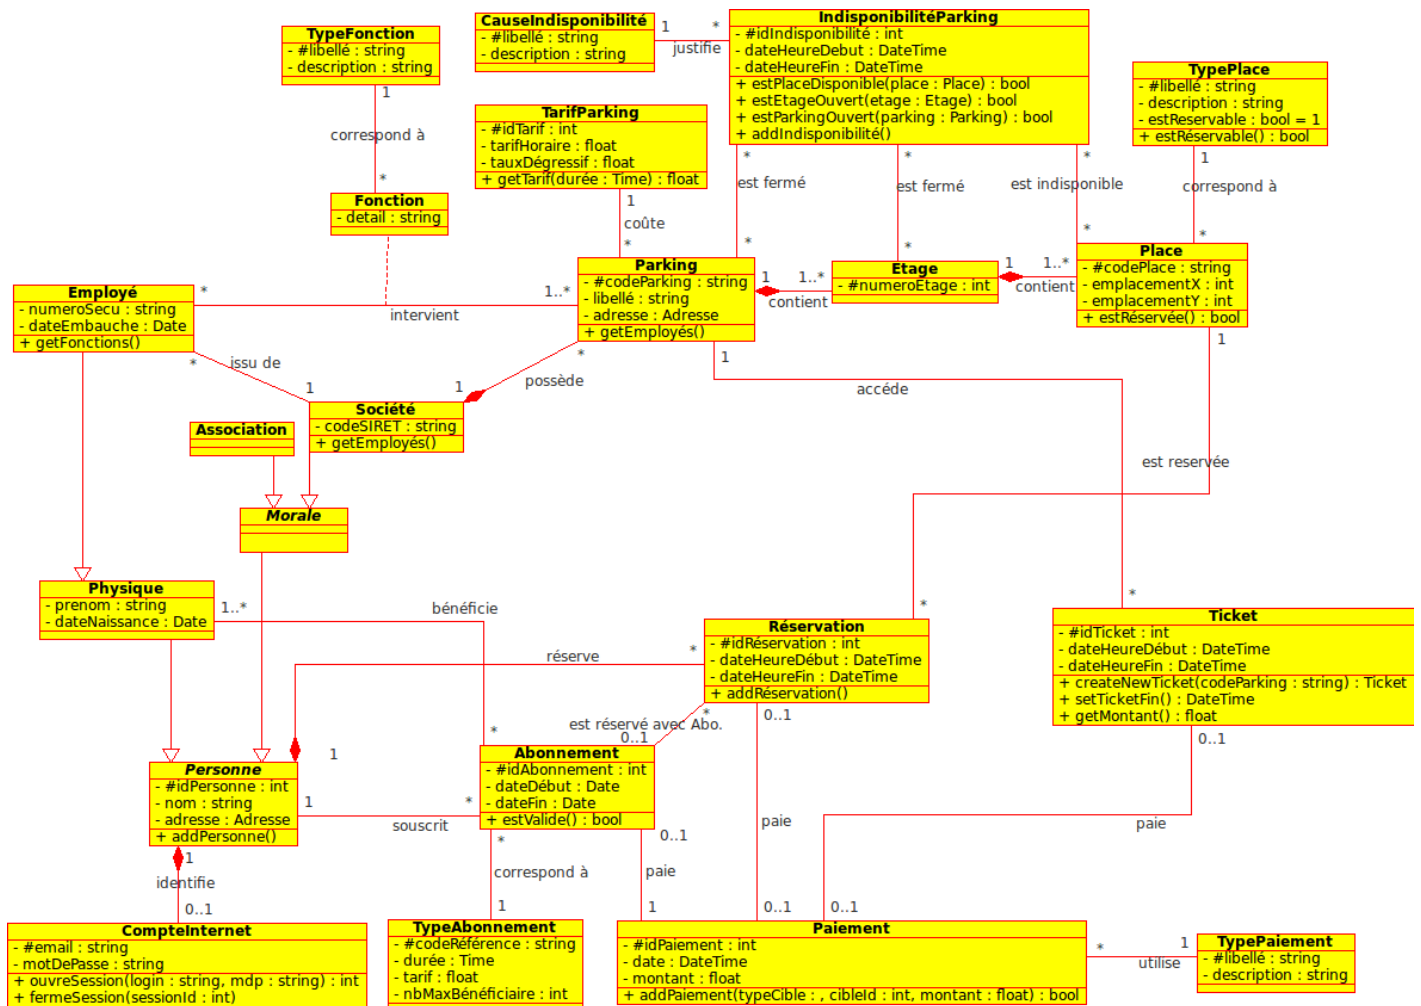 TypeFonction
- #libellé : string
- description : string
1
correspond à
*
Fonction
- detail : string
CauseIndisponibilité
- #libellé : string
- description : string
1
*
justifie
IndisponibilitéParking
- #idIndisponibilité : int
- dateHeureDebut : DateTime
- dateHeureFin : DateTime
+ estPlaceDisponible(place : Place) : bool
+ estEtageOuvert(etage : Etage) : bool
+ estParkingOuvert(parking : Parking) : bool
+ addIndisponibilité()
TypePlace
- #libellé : string
- description : string
- estReservable : bool = 1
+ estRéservable() : bool
TarifParking
- #idTarif : int
- tarifHoraire : float
- tauxDégressif : float
+ getTarif(durée : Time) : float
1
coûte
*
*
est fermé
*
*
est fermé
*
*
est indisponible
*
1
correspond à
*
Employé
- numeroSecu : string
- dateEmbauche : Date
+ getFonctions()
*
1..*
intervient
Parking
- #codeParking : string
- libellé : string
- adresse : Adresse
+ getEmployés()
1
1..*
contient
Etage
- #numeroEtage : int
1
1..*
contient
Place
- #codePlace : string
- emplacementX : int
- emplacementY : int
+ estRéservée() : bool
*
issu de
1
1
possède
*
1
accéde
1
est reservée
Société
- codeSIRET : string
+ getEmployés()
Association
Morale
Physique
- prenom : string
- dateNaissance : Date
1..*
bénéficie
*
réserve
*
1
Réservation
- #idRéservation : int
- dateHeureDébut : DateTime
- dateHeureFin : DateTime
+ addRéservation()
*
*
Ticket
- #idTicket : int
- dateHeureDébut : DateTime
- dateHeureFin : DateTime
+ createNewTicket(codeParking : string) : Ticket
+ setTicketFin() : DateTime
+ getMontant() : float
*
est réservé avec Abo.
0..1
0..1
0..1
Personne
- #idPersonne : int
- nom : string
- adresse : Adresse
+ addPersonne()
1
*
souscrit
Abonnement
- #idAbonnement : int
- dateDébut : Date
- dateFin : Date
+ estValide() : bool
0..1
paie
1
paie
0..1
paie
0..1
1
identifie
0..1
*
correspond à
1
CompteInternet
- #email : string
- motDePasse : string
+ ouvreSession(login : string, mdp : string) : int
+ fermeSession(sessionId : int)
TypeAbonnement
- #codeRéférence : string
- durée : Time
- tarif : float
- nbMaxBénéficiaire : int
Paiement
- #idPaiement : int
- date : DateTime
- montant : float
+ addPaiement(typeCible : , cibleId : int, montant : float) : bool
*
1
utilise
TypePaiement
- #libellé : string
- description : string